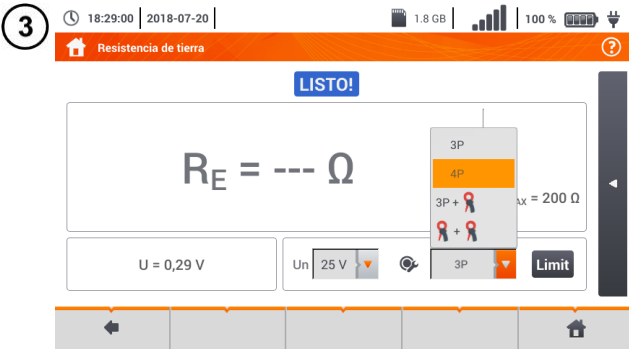 3
18:29:00 2018-07-20 1.8 GB 100 %
Resistencia de tierra ?
LISTO!
RE = --- Ω
3P
4P
3P +
+
= 200 Ω
U = 0,29 V
Un 25 V 3P Limit